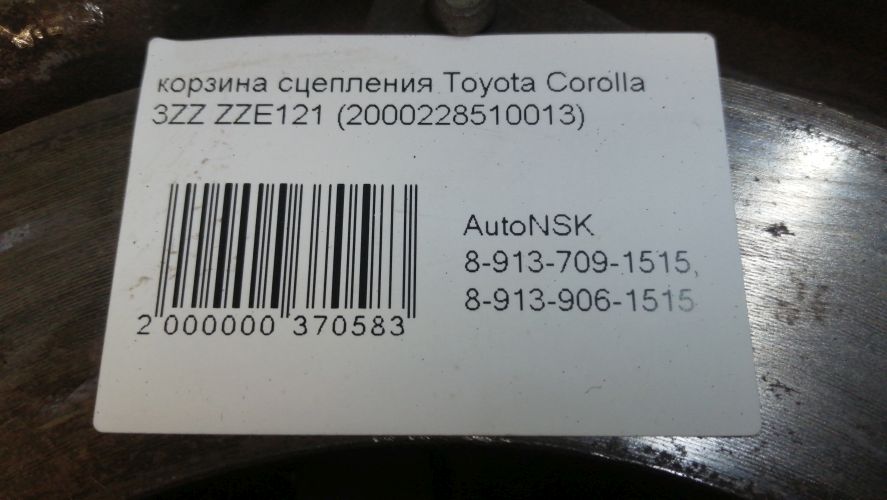 корзина сцепления Toyota Corolla
3ZZ ZZE121 (2000228510013)
AutoNSK
8-913-709-1515,
8-913-906-1515
2 000000 370583